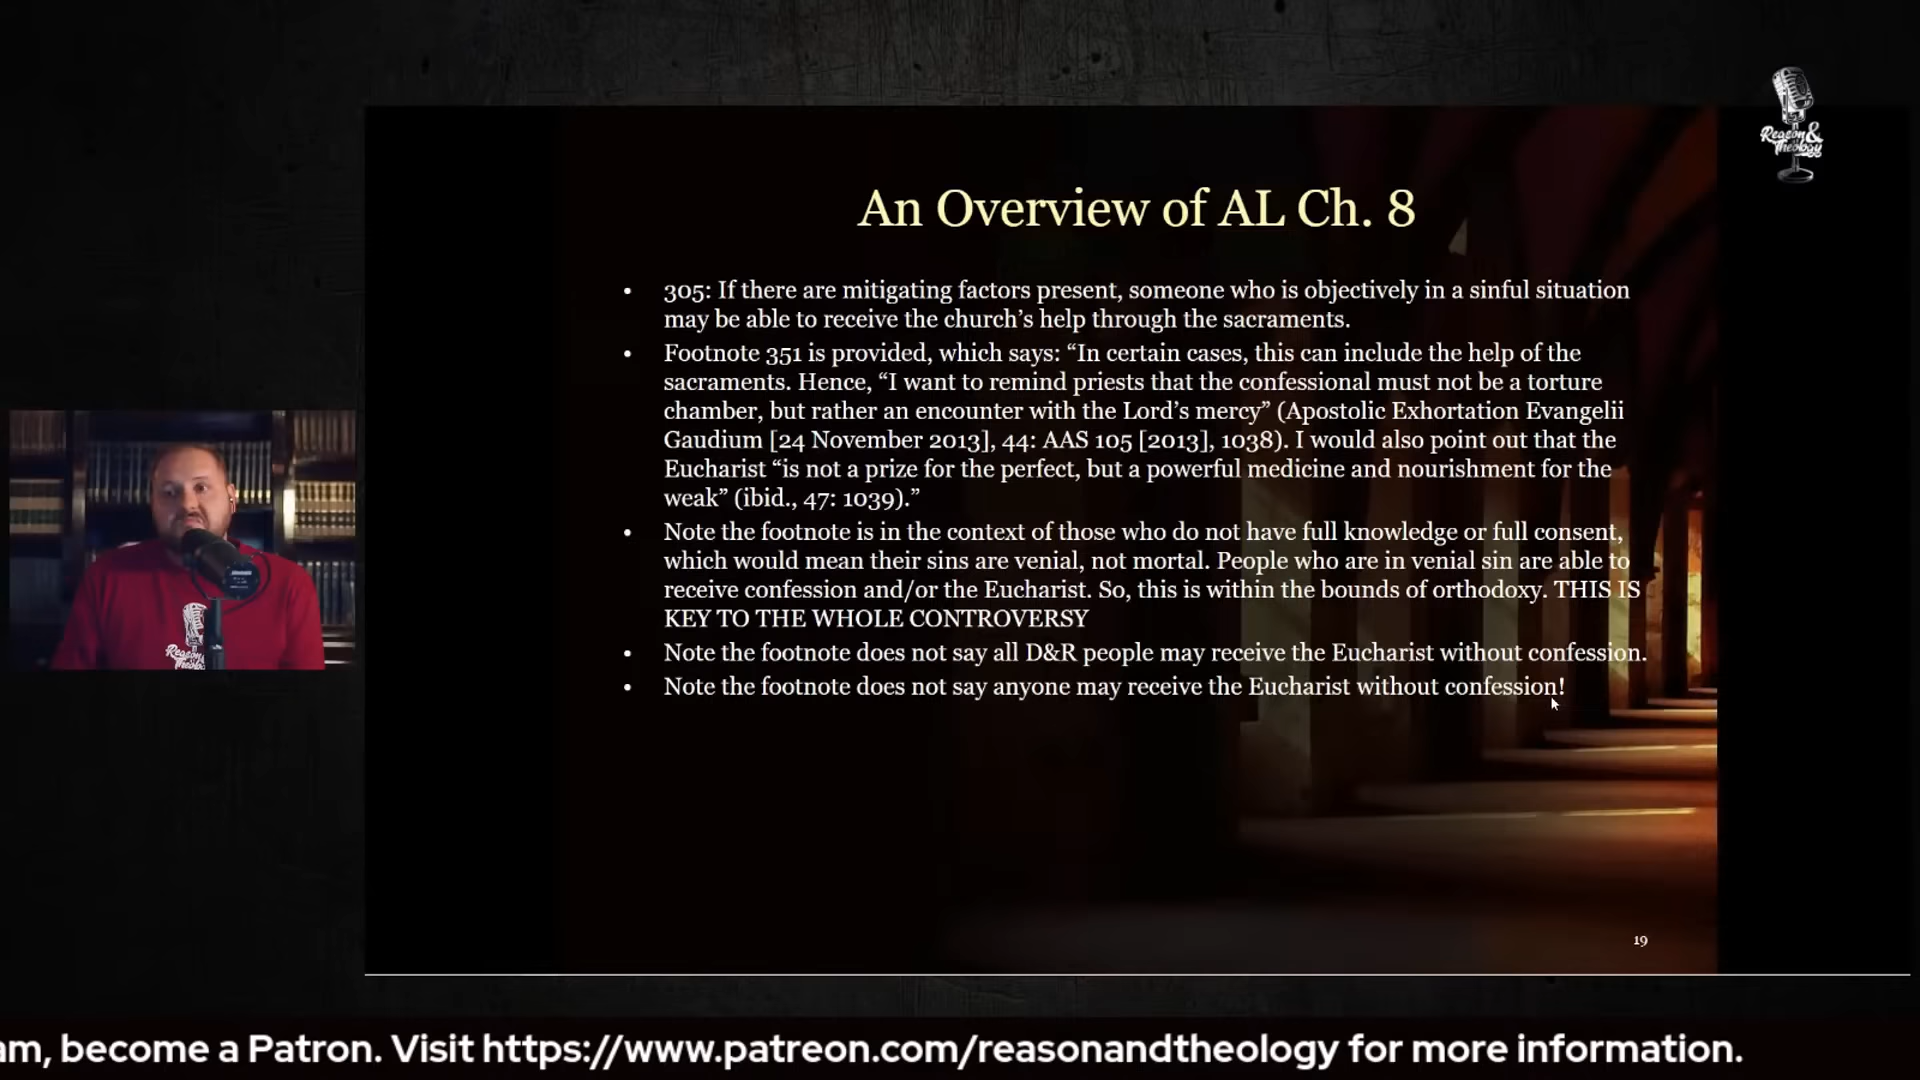 Reason &
Theology
An Overview of AL Ch. 8
• 305: If there are mitigating factors present, someone who is objectively in a sinful situation
may be able to receive the church’s help through the sacraments.
• Footnote 351 is provided, which says: “In certain cases, this can include the help of the
sacraments. Hence, “I want to remind priests that the confessional must not be a torture
chamber, but rather an encounter with the Lord’s mercy” (Apostolic Exhortation Evangelii
Gaudium [24 November 2013], 44: AAS 105 [2013], 1038). I would also point out that the
Eucharist “is not a prize for the perfect, but a powerful medicine and nourishment for the
weak” (ibid., 47: 1039).”
• Note the footnote is in the context of those who do not have full knowledge or full consent,
which would mean their sins are venial, not mortal. People who are in venial sin are able to
receive confession and/or the Eucharist. So, this is within the bounds of orthodoxy. THIS IS
KEY TO THE WHOLE CONTROVERSY
• Note the footnote does not say all D&R people may receive the Eucharist without confession.
• Note the footnote does not say anyone may receive the Eucharist without confession!
19
am, become a Patron. Visit https://www.patreon.com/reasonandtheology for more information.